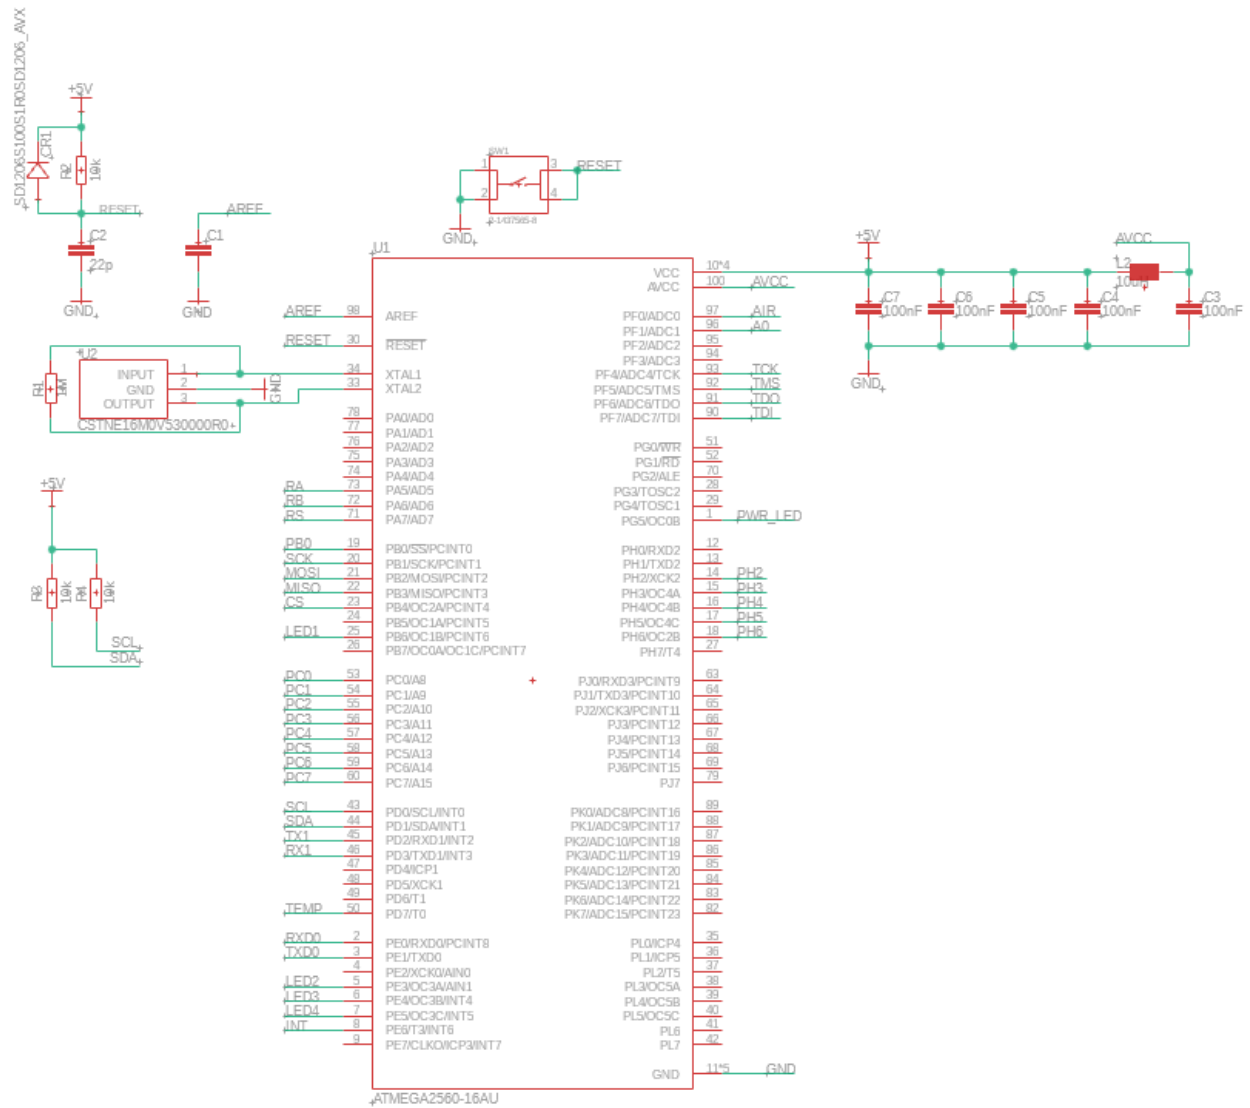 SD1206S100S1R0SD1206_AVX
+5V
CR1
R2
10k
RESET
C2
22p
GND
AREF
C1
GND
SW1
1
2
3
4
RESET
2-1437565-8
GND
+5V
AVCC
L2
10uH
C7
100nF
C6
100nF
C5
100nF
C4
100nF
C3
100nF
GND
U2
INPUT 1
GND 2
OUTPUT 3
CSTNE16M0V530000R0
R1
1M
GND
+5V
R3
10k
R4
10k
SCL
SDA
U1
AREF 98 AREF
RESET 30 RESET
34 XTAL1
33 XTAL2
78 PA0/AD0
77 PA1/AD1
76 PA2/AD2
75 PA3/AD3
74 PA4/AD4
RA 73 PA5/AD5
RB 72 PA6/AD6
RS 71 PA7/AD7
PB0 19 PB0/SS/PCINT0
SCK 20 PB1/SCK/PCINT1
MOSI 21 PB2/MOSI/PCINT2
MISO 22 PB3/MISO/PCINT3
CS 23 PB4/OC2A/PCINT4
24 PB5/OC1A/PCINT5
LED1 25 PB6/OC1B/PCINT6
26 PB7/OC0A/OC1C/PCINT7
PC0 53 PC0/A8
PC1 54 PC1/A9
PC2 55 PC2/A10
PC3 56 PC3/A11
PC4 57 PC4/A12
PC5 58 PC5/A13
PC6 59 PC6/A14
PC7 60 PC7/A15
SCL 43 PD0/SCL/INT0
SDA 44 PD1/SDA/INT1
TX1 45 PD2/RXD1/INT2
RX1 46 PD3/TXD1/INT3
47 PD4/ICP1
48 PD5/XCK1
49 PD6/T1
TEMP 50 PD7/T0
RXD0 2 PE0/RXD0/PCINT8
TXD0 3 PE1/TXD0
4 PE2/XCK0/AIN0
LED2 5 PE3/OC3A/AIN1
LED3 6 PE4/OC3B/INT4
LED4 7 PE5/OC3C/INT5
INT 8 PE6/T3/INT6
9 PE7/CLKO/ICP3/INT7
VCC 10*4
AVCC 100 AVCC
PF0/ADC0 97 AIR
PF1/ADC1 96 A0
PF2/ADC2 95
PF3/ADC3 94
PF4/ADC4/TCK 93 TCK
PF5/ADC5/TMS 92 TMS
PF6/ADC6/TDO 91 TDO
PF7/ADC7/TDI 90 TDI
PG0/WR 51
PG1/RD 52
PG2/ALE 70
PG3/TOSC2 28
PG4/TOSC1 29
PG5/OC0B 1 PWR_LED
PH0/RXD2 12
PH1/TXD2 13
PH2/XCK2 14 PH2
PH3/OC4A 15 PH3
PH4/OC4B 16 PH4
PH5/OC4C 17 PH5
PH6/OC2B 18 PH6
PH7/T4 27
PJ0/RXD3/PCINT9 63
PJ1/TXD3/PCINT10 64
PJ2/XCK3/PCINT11 65
PJ3/PCINT12 66
PJ4/PCINT13 67
PJ5/PCINT14 68
PJ6/PCINT15 69
PJ7 79
PK0/ADC8/PCINT16 89
PK1/ADC9/PCINT17 88
PK2/ADC10/PCINT18 87
PK3/ADC11/PCINT19 86
PK4/ADC12/PCINT20 85
PK5/ADC13/PCINT21 84
PK6/ADC14/PCINT22 83
PK7/ADC15/PCINT23 82
PL0/ICP4 35
PL1/ICP5 36
PL2/T5 37
PL3/OC5A 38
PL4/OC5B 39
PL5/OC5C 40
PL6 41
PL7 42
GND 11*5 GND
ATMEGA2560-16AU